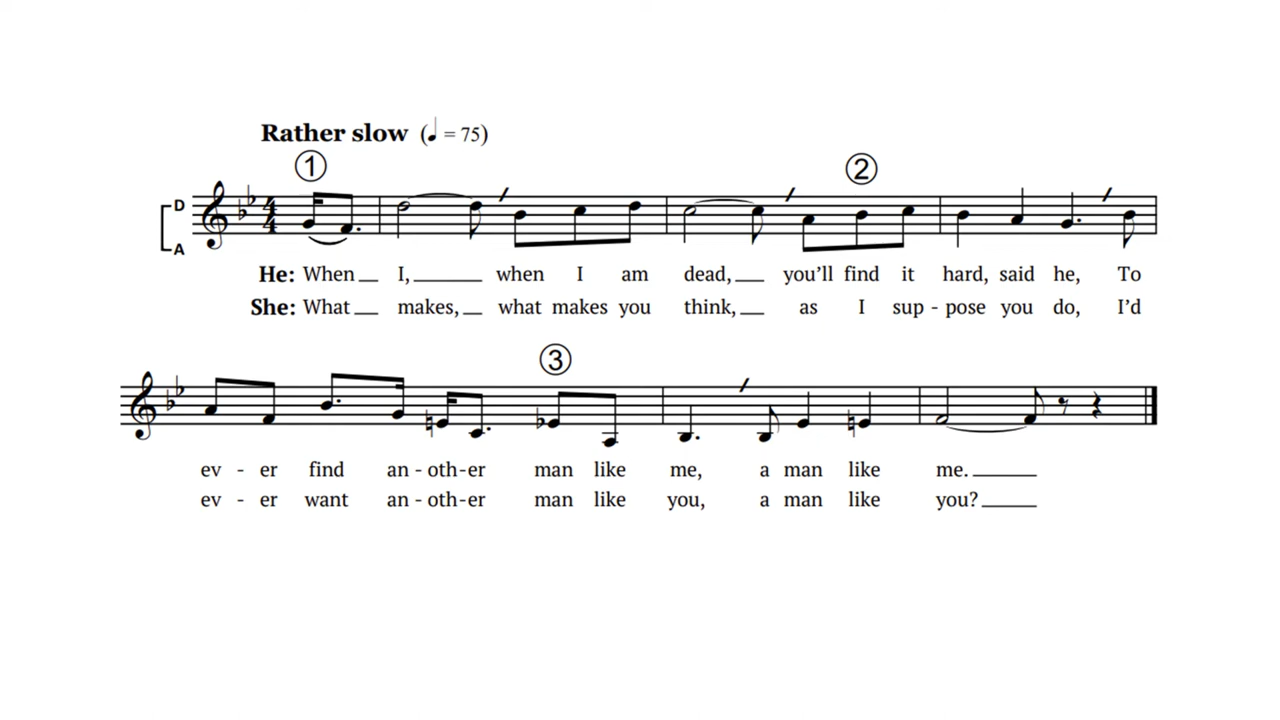 Rather slow (♩ = 75)
① ②
D
A
4
4
He: When I, when I am dead, you'll find it hard, said he, To
She: What makes, what makes you think, as I sup - pose you do, I'd
③
ev - er find an - oth-er man like me, a man like me.
ev - er want an - oth-er man like you, a man like you?